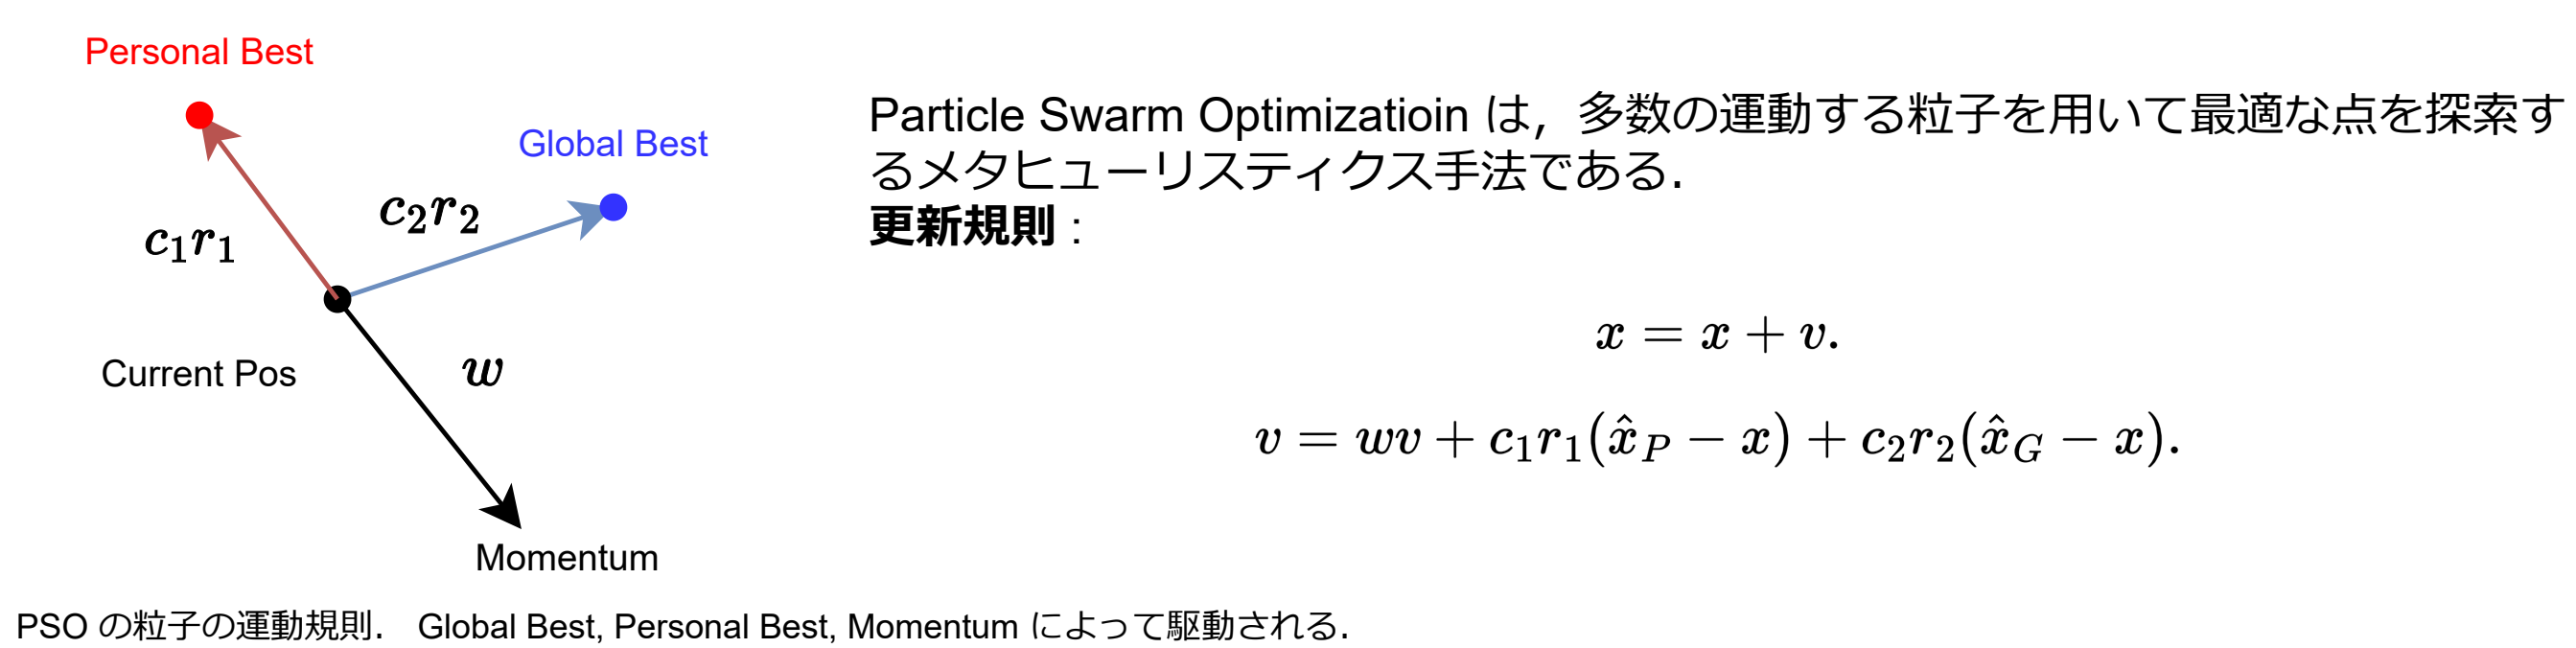 Personal Best
Global Best
c₂r₂
c₁r₁
Current Pos
w
Momentum
PSO の粒子の運動規則． Global Best, Personal Best, Momentum によって駆動される．
Particle Swarm Optimizatioin は，多数の運動する粒子を用いて最適な点を探索す
るメタヒューリスティクス手法である．
更新規則：
x = x + v.
v = wv + c₁r₁(x̂_P − x) + c₂r₂(x̂_G − x).